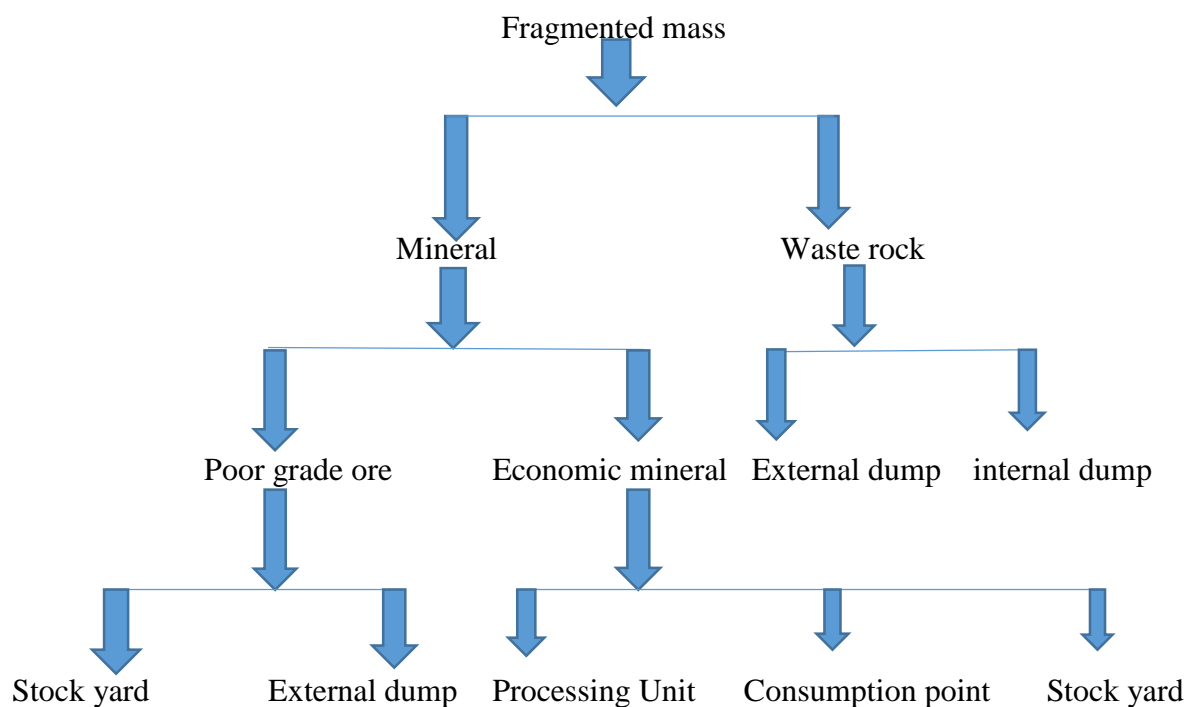 Fragmented mass
Mineral Waste rock
Poor grade ore Economic mineral External dump internal dump
Stock yard External dump Processing Unit Consumption point Stock yard